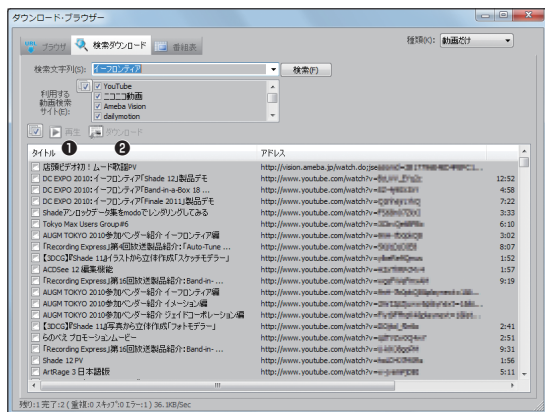 ダウンロード・ブラウザー
ブラウザ 検索ダウンロード 番組表
種類(K): 動画だけ
検索文字列(S): イーフロンティア 検索(F)
利用する
動画検索
サイト(E):
YouTube
ニコニコ動画
Ameba Vision
dailymotion
再生 ダウンロード
❶ ❷
タイトル アドレス
店頭ビデオ初！ムード歌謡PV http://vision.ameba.jp/watch.do;jse
DC EXPO 2010：イーフロンティア「Shade 12」製品デモ http://www.youtube.com/watch?v= 12:52
DC EXPO 2010：イーフロンティア「Band-in-a-Box 18 ... http://www.youtube.com/watch?v= 4:58
DC EXPO 2010：イーフロンティア「Finale 2011」製品デモ http://www.youtube.com/watch?v= 7:22
Shadeアンロックデータ集をmodoでレンダリングしてみる http://www.youtube.com/watch?v= 3:33
Tokyo Max Users Group#6 http://www.youtube.com/watch?v= 6:10
AUGM TOKYO 2010参加ベンダー紹介 イーフロンティア編 http://www.youtube.com/watch?v= 3:02
「Recording Express」第4回放送製品紹介：「Auto-Tune ... http://www.youtube.com/watch?v= 8:07
【3DCG】『Shade 11』イラストから立体作成「スケッチモデラー」 http://www.youtube.com/watch?v= 1:52
ACDSee 12 編集機能 http://www.youtube.com/watch?v= 1:57
「Recording Express」第16回放送製品紹介：Band-in- ... http://www.youtube.com/watch?v= 9:19
AUGM TOKYO 2010参加ベンダー紹介 イーフロンティア編 http://www.youtube.com/watch?v=
AUGM TOKYO 2010参加ベンダー紹介 イメーション編 http://www.youtube.com/watch?v=
AUGM TOKYO 2010参加ベンダー紹介 ジェイドコーポレーション編 http://www.youtube.com/watch?v=
【3DCG】『Shade 11』写真から立体作成「フォトモデラー」 http://www.youtube.com/watch?v= 2:41
らのべえ プロモーションムービー http://www.youtube.com/watch?v= 2:51
「Recording Express」第16回放送製品紹介：Band-in- ... http://www.youtube.com/watch?v= 9:31
Shade 12 PV http://www.youtube.com/watch?v= 1:56
ArtRage 3 日本語版 http://www.youtube.com/watch?v= 5:11
残り：1 完了：2 ( 重複：0 スキップ：0 エラー：1 ) 36.1KB/Sec